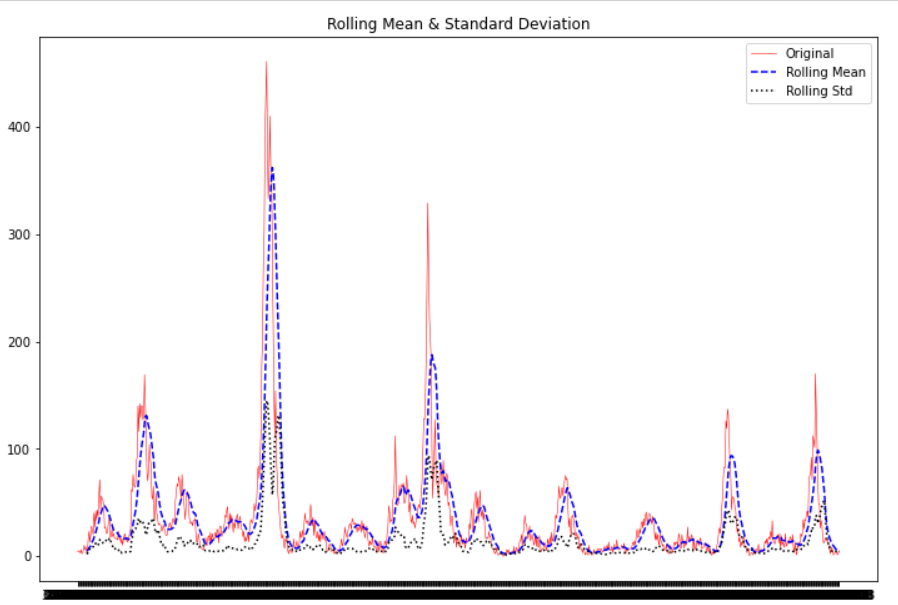 Rolling Mean & Standard Deviation
Original
Rolling Mean
Rolling Std
400
300
200
100
0